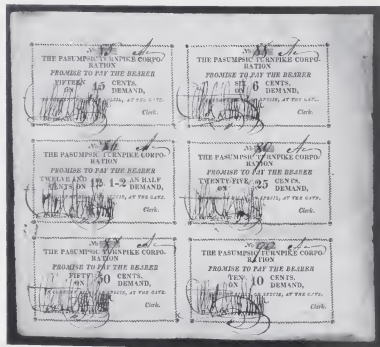 No.
THE PASUMPSIC TURNPIKE CORPO-
RATION
PROMISE TO PAY THE BEARER
FIFTEEN 15 CENTS,
ON DEMAND,
AT THE GATE.
Clerk.
No.
THE PASUMPSIC TURNPIKE CORPO-
RATION
PROMISE TO PAY THE BEARER
SIX 6 CENTS,
ON DEMAND,
AT THE GATE.
Clerk.
No.
THE PASUMPSIC TURNPIKE CORPO-
RATION
PROMISE TO PAY THE BEARER
TWELVE AND AN HALF
CENTS ON 12 1-2 DEMAND,
AT THE GATE.
Clerk.
No.
THE PASUMPSIC TURNPIKE CORPO-
RATION
PROMISE TO PAY THE BEARER
TWENTY-FIVE 25 CENTS,
ON DEMAND,
AT THE GATE.
Clerk.
No.
THE PASUMPSIC TURNPIKE CORPO-
RATION
PROMISE TO PAY THE BEARER
FIFTY 50 CENTS,
ON DEMAND,
AT THE GATE.
Clerk.
No.
THE PASUMPSIC TURNPIKE CORPO-
RATION
PROMISE TO PAY THE BEARER
TEN 10 CENTS,
ON DEMAND,
AT THE GATE.
Clerk.